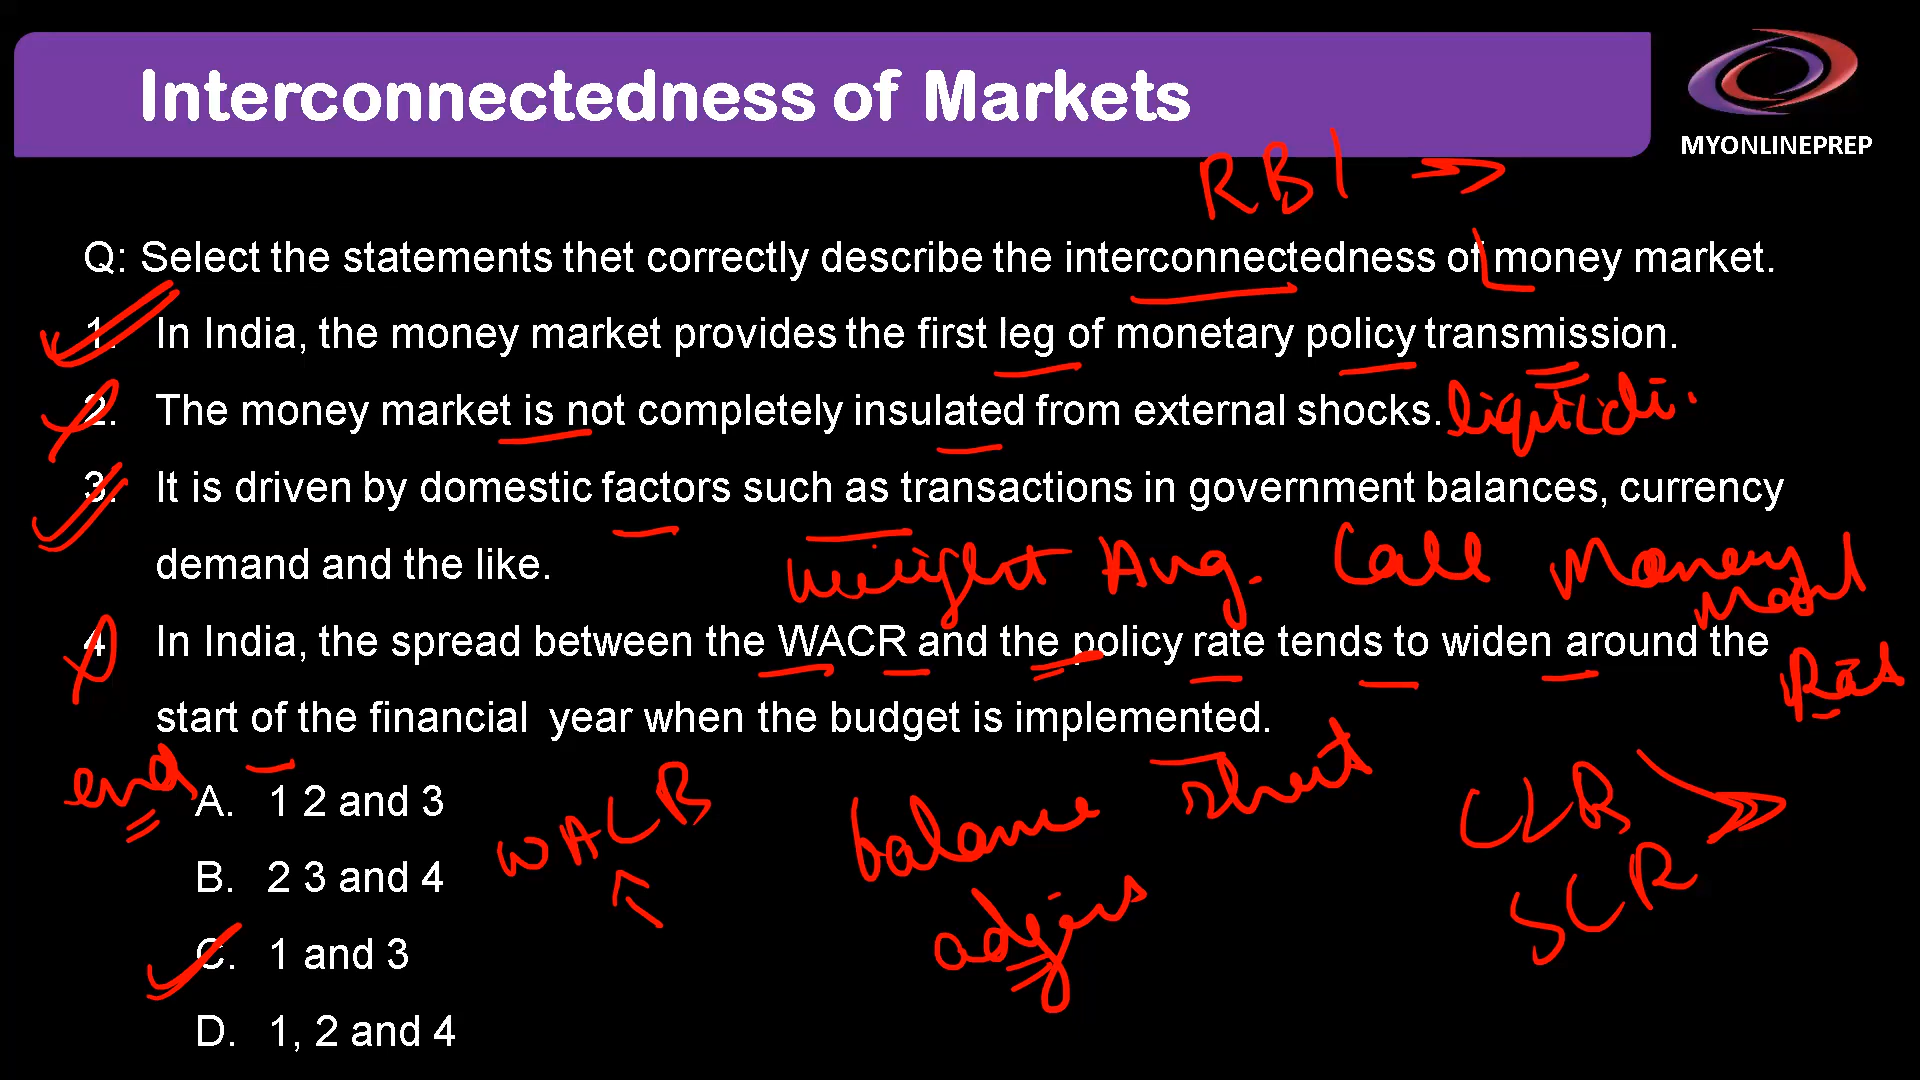 Interconnectedness of Markets
MYONLINEPREP
RBI →
Q: Select the statements thet correctly describe the interconnectedness of money market.
1. In India, the money market provides the first leg of monetary policy transmission.
2. The money market is not completely insulated from external shocks.
3. It is driven by domestic factors such as transactions in government balances, currency
demand and the like.
Avg. Call Money
4. In India, the spread between the WACR and the policy rate tends to widen around the
start of the financial year when the budget is implemented.
end
A. 1 2 and 3
WACR
balance sheet
B. 2 3 and 4
C. 1 and 3
D. 1, 2 and 4